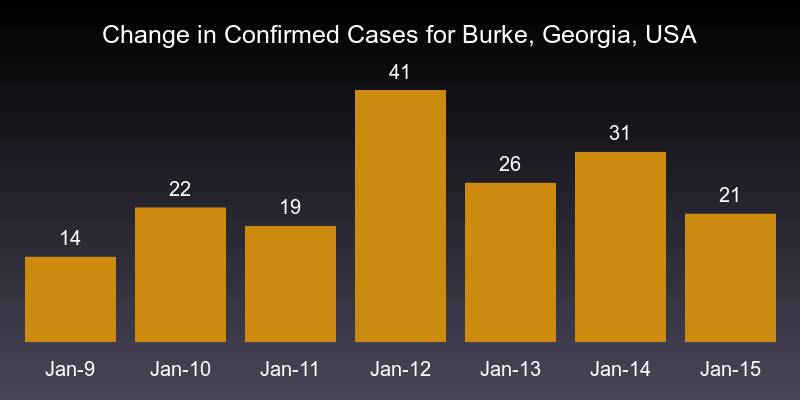 Change in Confirmed Cases for Burke, Georgia, USA
14
22
19
41
26
31
21
Jan-9
Jan-10
Jan-11
Jan-12
Jan-13
Jan-14
Jan-15